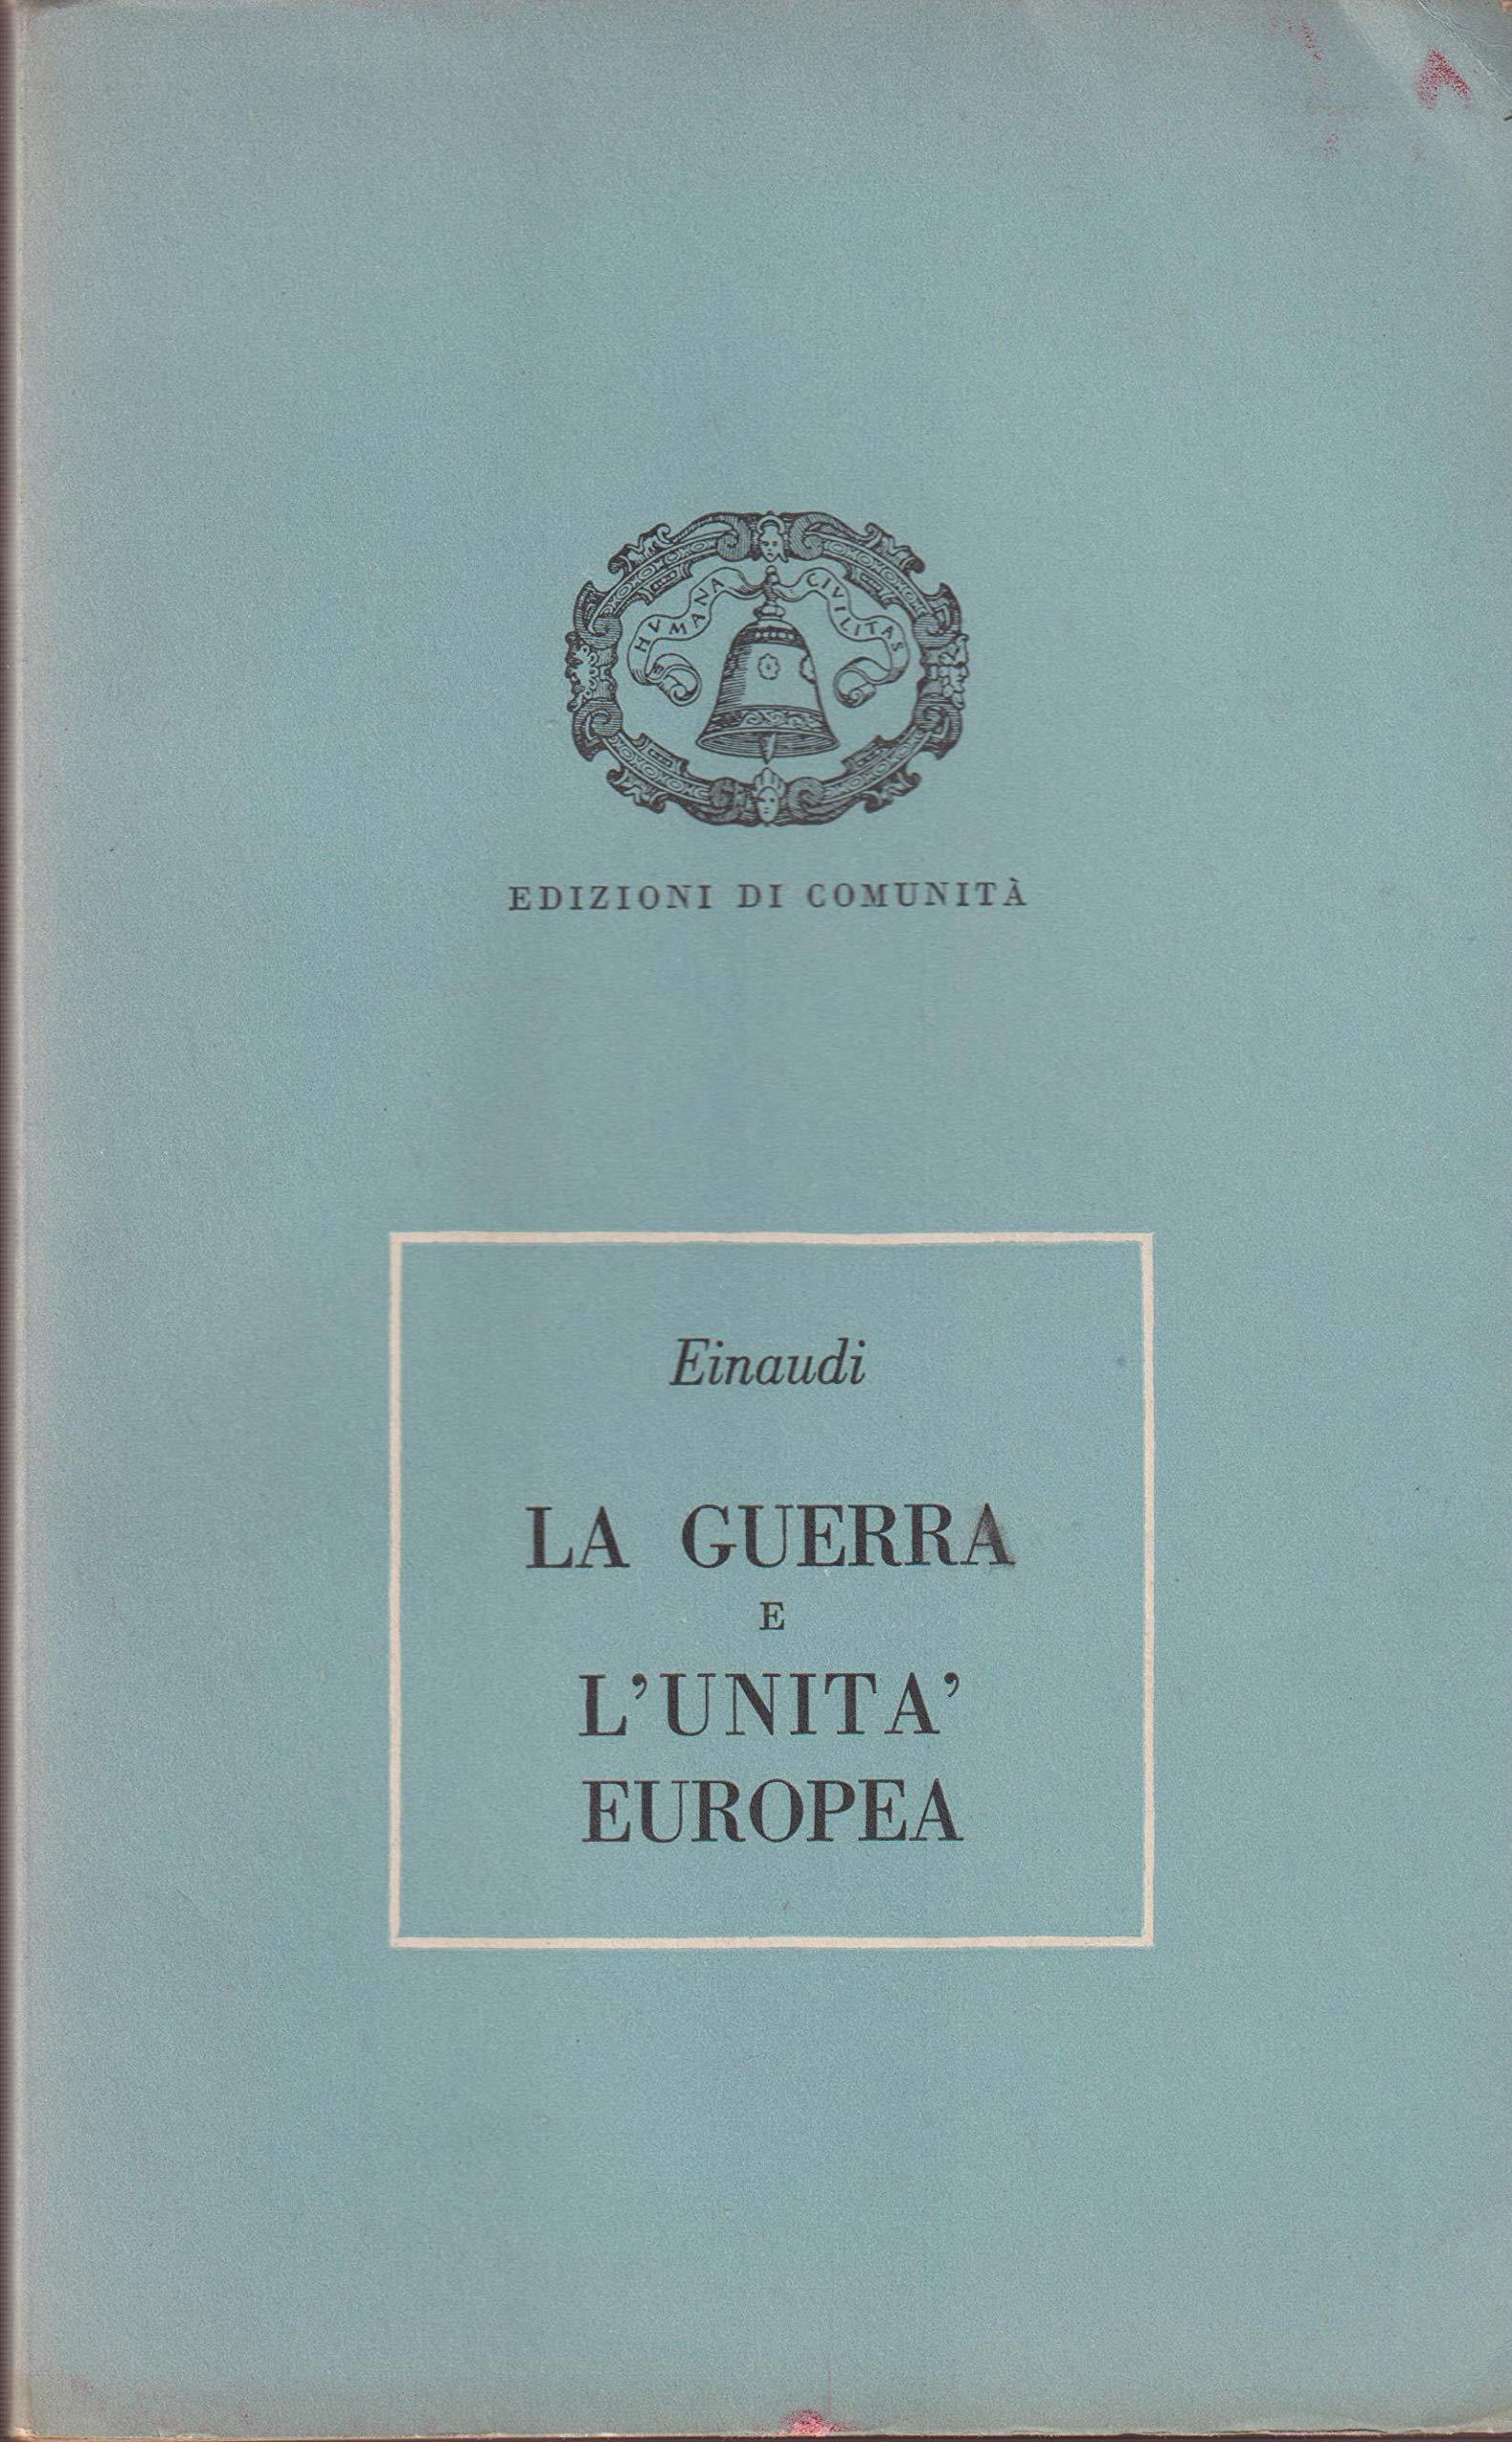 HVMANA CIVILITAS
EDIZIONI DI COMUNITÀ
Einaudi
LA GUERRA
E
L'UNITA'
EUROPEA